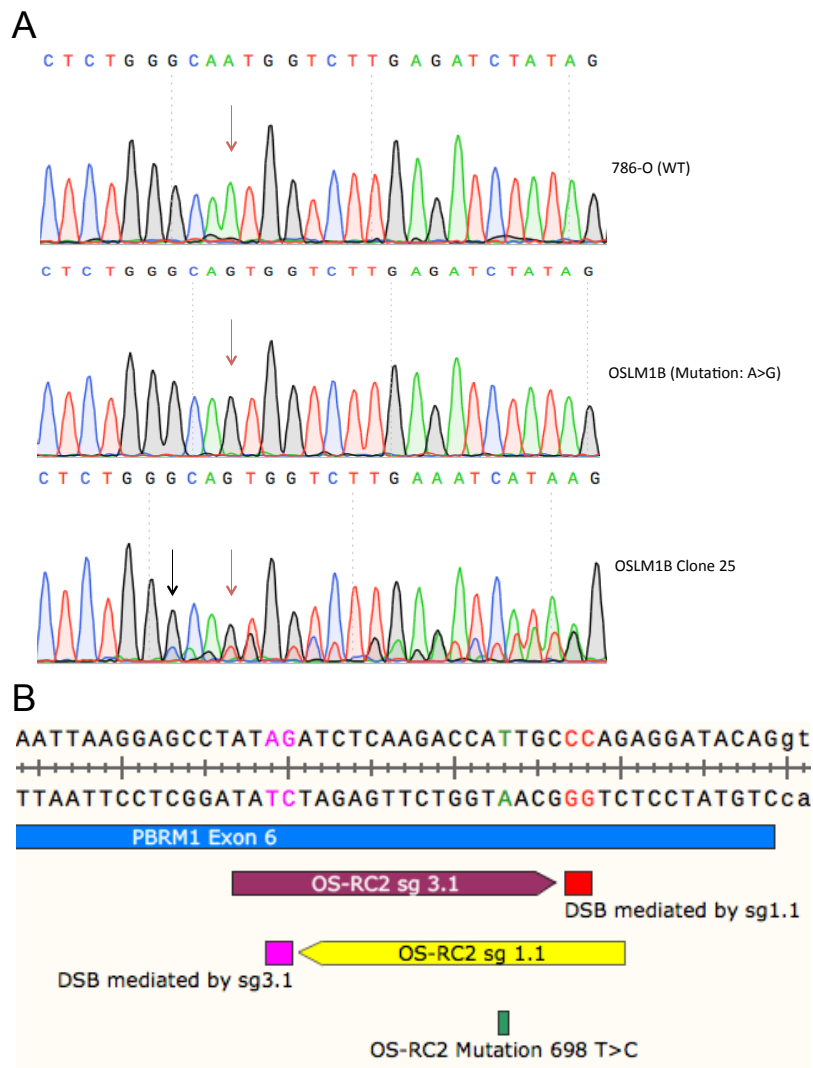 A
C T C T G G G C A A T G G T C T T G A G A T C T A T A G
786-O (WT)
C T C T G G G C A G T G G T C T T G A G A T C T A T A G
OSLM1B (Mutation: A>G)
C T C T G G G C A G T G G T C T T G A A A T C A T A A G
OSLM1B Clone 25
B
AATTAAGGAGCCTATAGATCTCAAGACCATTGCCCAGAGGATACAGgt
TTAATTCCTCGGATATCTAGAGTTCTGGTAACGGGTCTCCTATGTCca
PBRM1 Exon 6
OS-RC2 sg 3.1
DSB mediated by sg1.1
OS-RC2 sg 1.1
DSB mediated by sg3.1
OS-RC2 Mutation 698 T>C